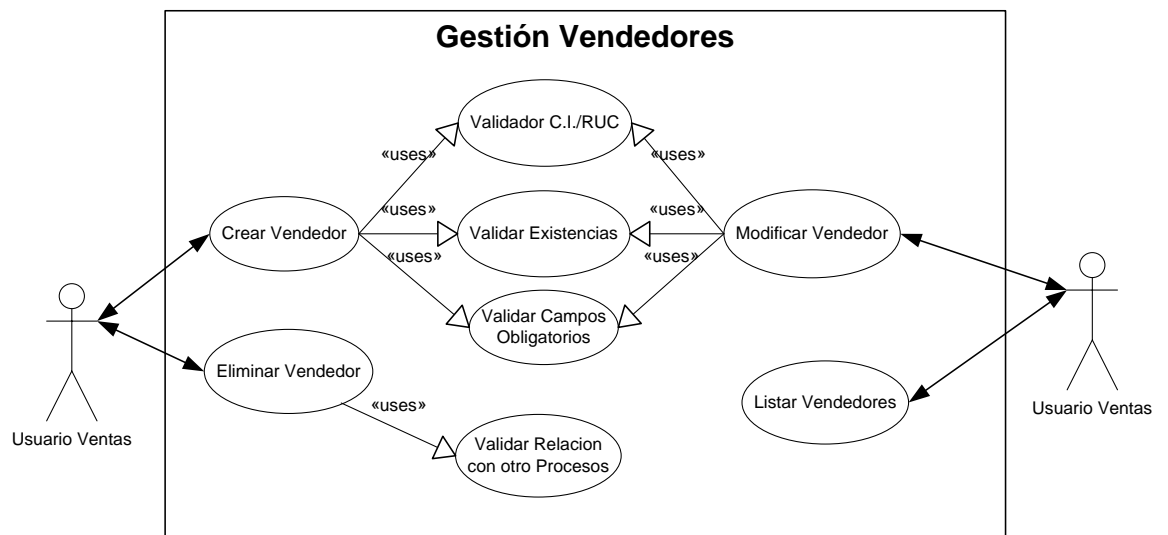 Gestión Vendedores
Validador C.I./RUC
«uses»
«uses»
«uses»
«uses»
Crear Vendedor
Validar Existencias
Modificar Vendedor
«uses»
«uses»
Validar Campos
Obligatorios
Eliminar Vendedor
Listar Vendedores
«uses»
Usuario Ventas
Usuario Ventas
Validar Relacion
con otro Procesos